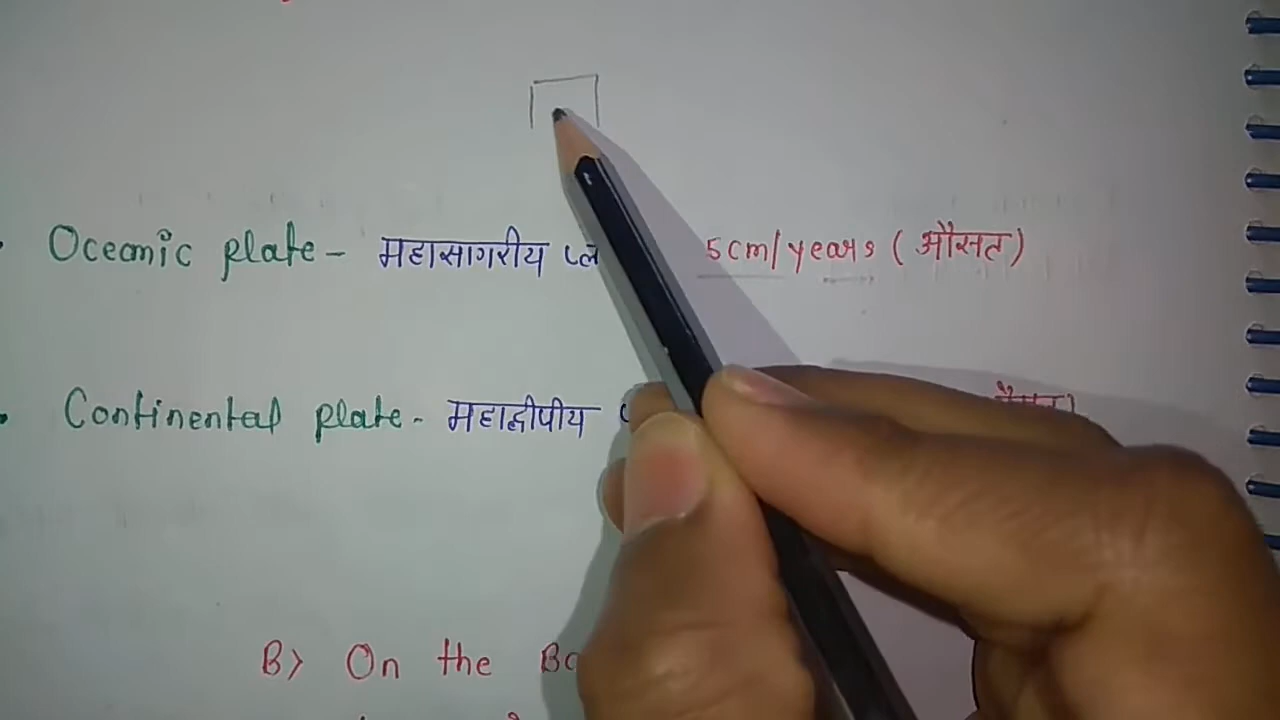 Oceanic plate - महासागरीय 5cm/years (औसत)
Continental plate - महाद्वीपीय
B) On the